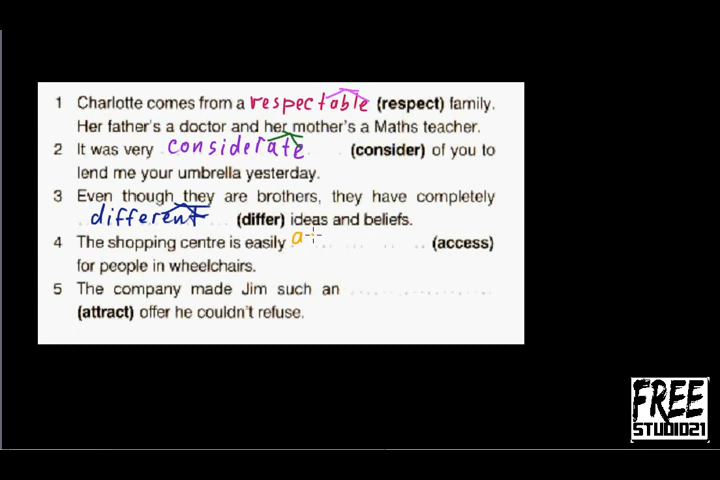 1 Charlotte comes from a respectable (respect) family.
Her father's a doctor and her mother's a Maths teacher.
2 It was very considerate (consider) of you to
lend me your umbrella yesterday.
3 Even though they are brothers, they have completely
different (differ) ideas and beliefs.
4 The shopping centre is easily a (access)
for people in wheelchairs.
5 The company made Jim such an
(attract) offer he couldn't refuse.
FREE
STUDIO21